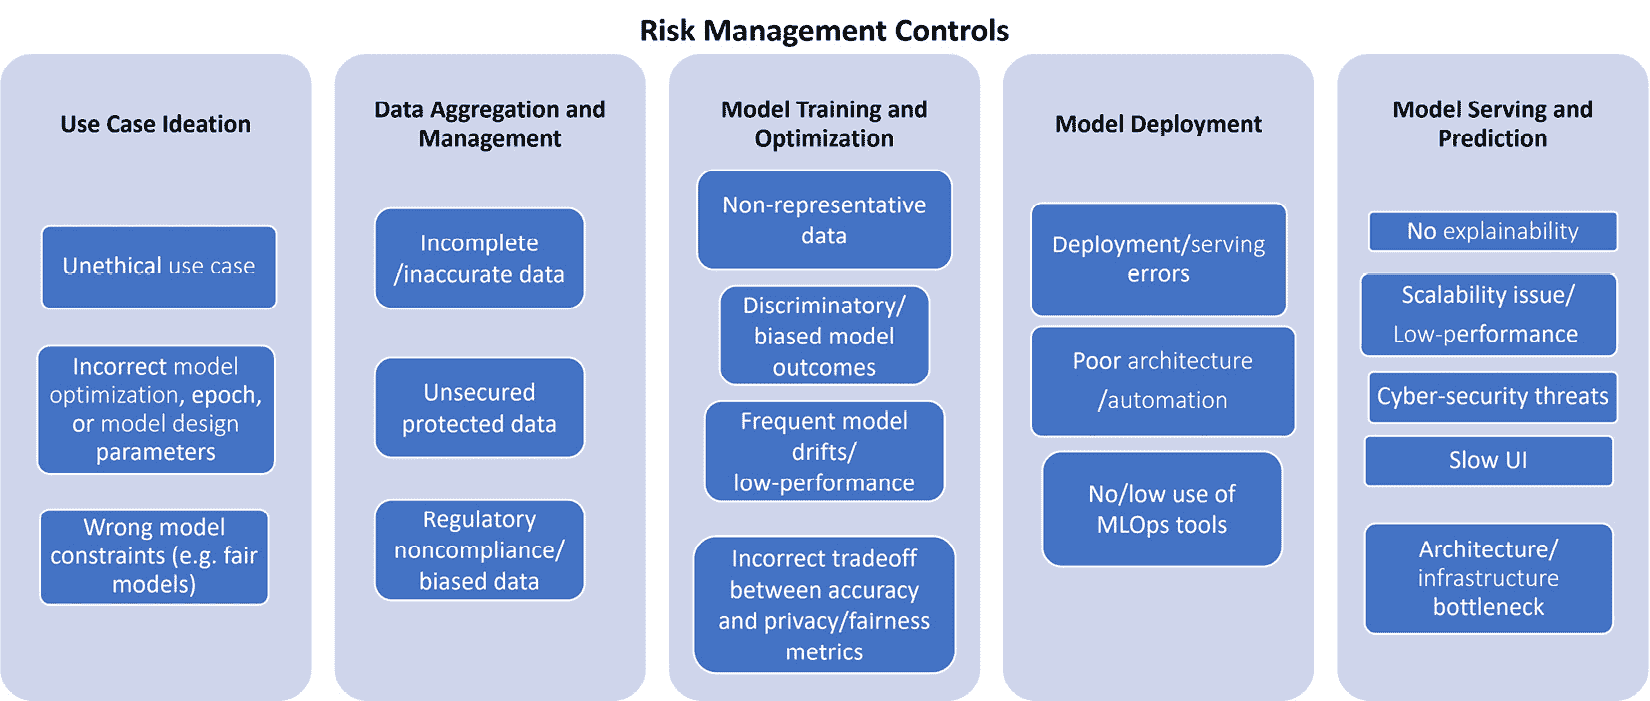 Risk Management Controls
Use Case Ideation
Unethical use case
Incorrect model
optimization, epoch,
or model design
parameters
Wrong model
constraints (e.g. fair
models)
Data Aggregation and
Management
Incomplete
/inaccurate data
Unsecured
protected data
Regulatory
noncompliance/
biased data
Model Training and
Optimization
Non-representative
data
Discriminatory/
biased model
outcomes
Frequent model
drifts/
low-performance
Incorrect tradeoff
between accuracy
and privacy/fairness
metrics
Model Deployment
Deployment/serving
errors
Poor architecture
/automation
No/low use of
MLOps tools
Model Serving and
Prediction
No explainability
Scalability issue/
Low-performance
Cyber-security threats
Slow UI
Architecture/
infrastructure
bottleneck